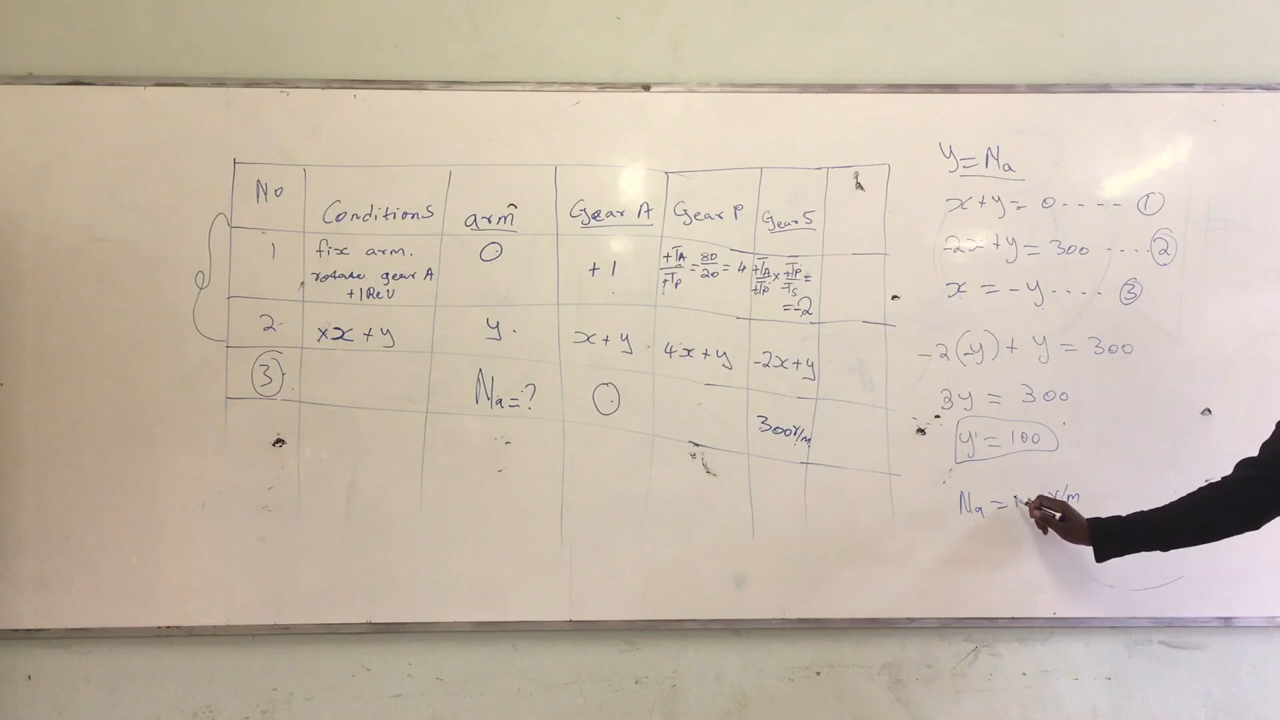 No Conditions arm Gear A Gear P Gear S
1 fix arm. rotate gear A +1 Rev 0 +1 +TA/+TP = 80/20 = 4 +TA/+TP × +TP/TS = = -2
2. ×x + y y. x + y 4x + y -2x+y
3. Na = ? 0 300r/m
y = Na
x + y = 0 ---- 1
-2x + y = 300 ---- 2
x = -y ---- 3
-2(-y) + y = 300
3y = 300
y = 100
Na = r/m